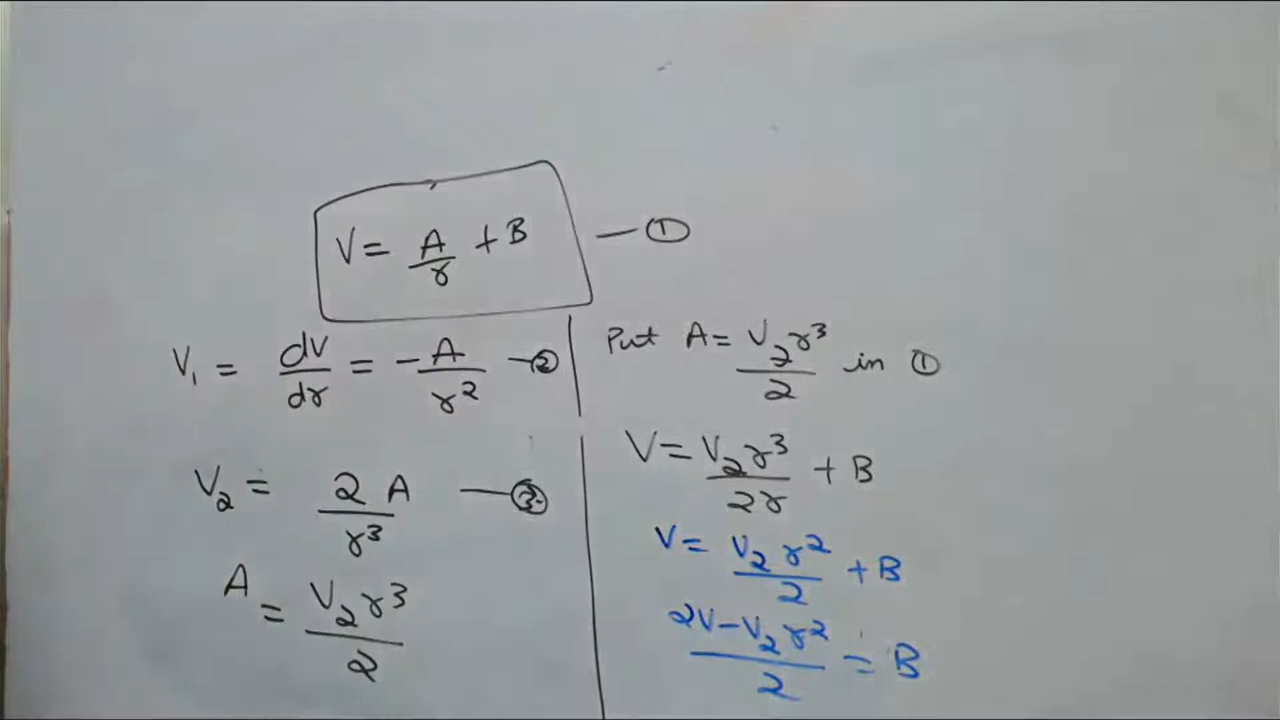 V = A/r + B — ①
V₁ = dV/dr = -A/r² — ②
V₂ = 2A/r³ — ③
A = V₂r³/2
Put A = V₂r³/2 in ①
V = V₂r³/2r + B
V = V₂r²/2 + B
2V - V₂r²/2 = B